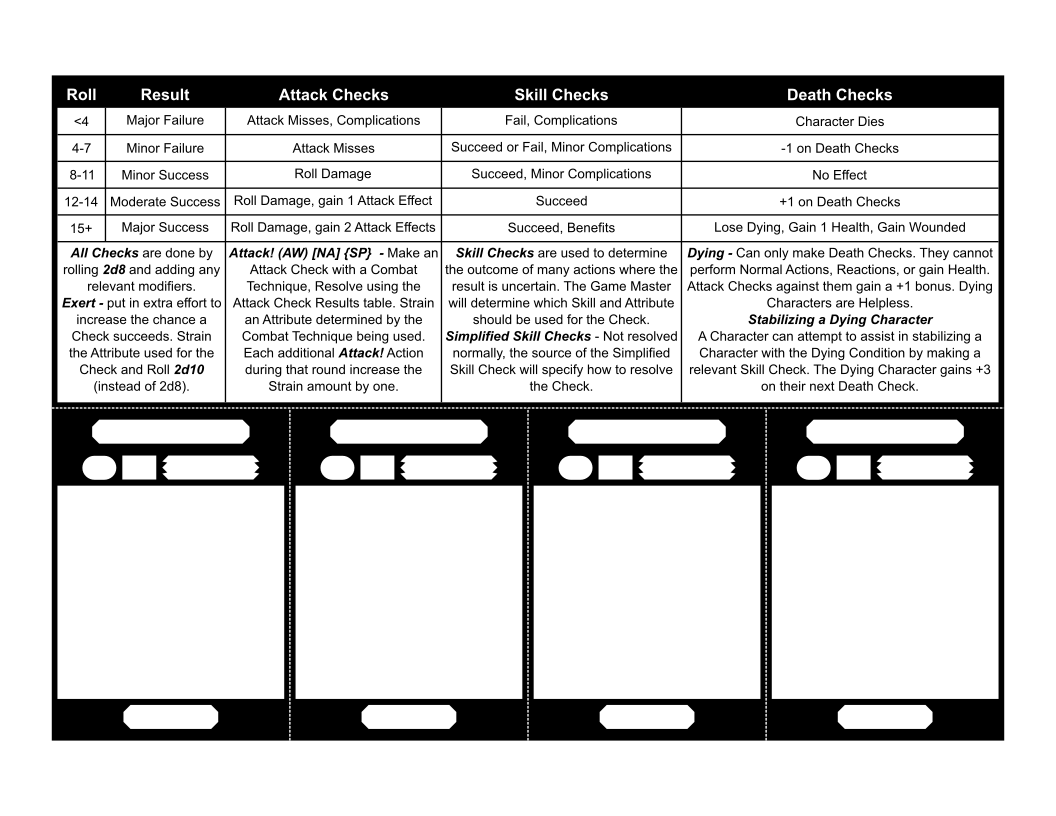 Roll Result Attack Checks Skill Checks Death Checks
<4 Major Failure Attack Misses, Complications Fail, Complications Character Dies
4-7 Minor Failure Attack Misses Succeed or Fail, Minor Complications -1 on Death Checks
8-11 Minor Success Roll Damage Succeed, Minor Complications No Effect
12-14 Moderate Success Roll Damage, gain 1 Attack Effect Succeed +1 on Death Checks
15+ Major Success Roll Damage, gain 2 Attack Effects Succeed, Benefits Lose Dying, Gain 1 Health, Gain Wounded
All Checks are done by
rolling 2d8 and adding any
relevant modifiers.
Exert - put in extra effort to
increase the chance a
Check succeeds. Strain
the Attribute used for the
Check and Roll 2d10
(instead of 2d8).
Attack! (AW) [NA] {SP} - Make an
Attack Check with a Combat
Technique, Resolve using the
Attack Check Results table. Strain
an Attribute determined by the
Combat Technique being used.
Each additional Attack! Action
during that round increase the
Strain amount by one.
Skill Checks are used to determine
the outcome of many actions where the
result is uncertain. The Game Master
will determine which Skill and Attribute
should be used for the Check.
Simplified Skill Checks - Not resolved
normally, the source of the Simplified
Skill Check will specify how to resolve
the Check.
Dying - Can only make Death Checks. They cannot
perform Normal Actions, Reactions, or gain Health.
Attack Checks against them gain a +1 bonus. Dying
Characters are Helpless.
Stabilizing a Dying Character
A Character can attempt to assist in stabilizing a
Character with the Dying Condition by making a
relevant Skill Check. The Dying Character gains +3
on their next Death Check.